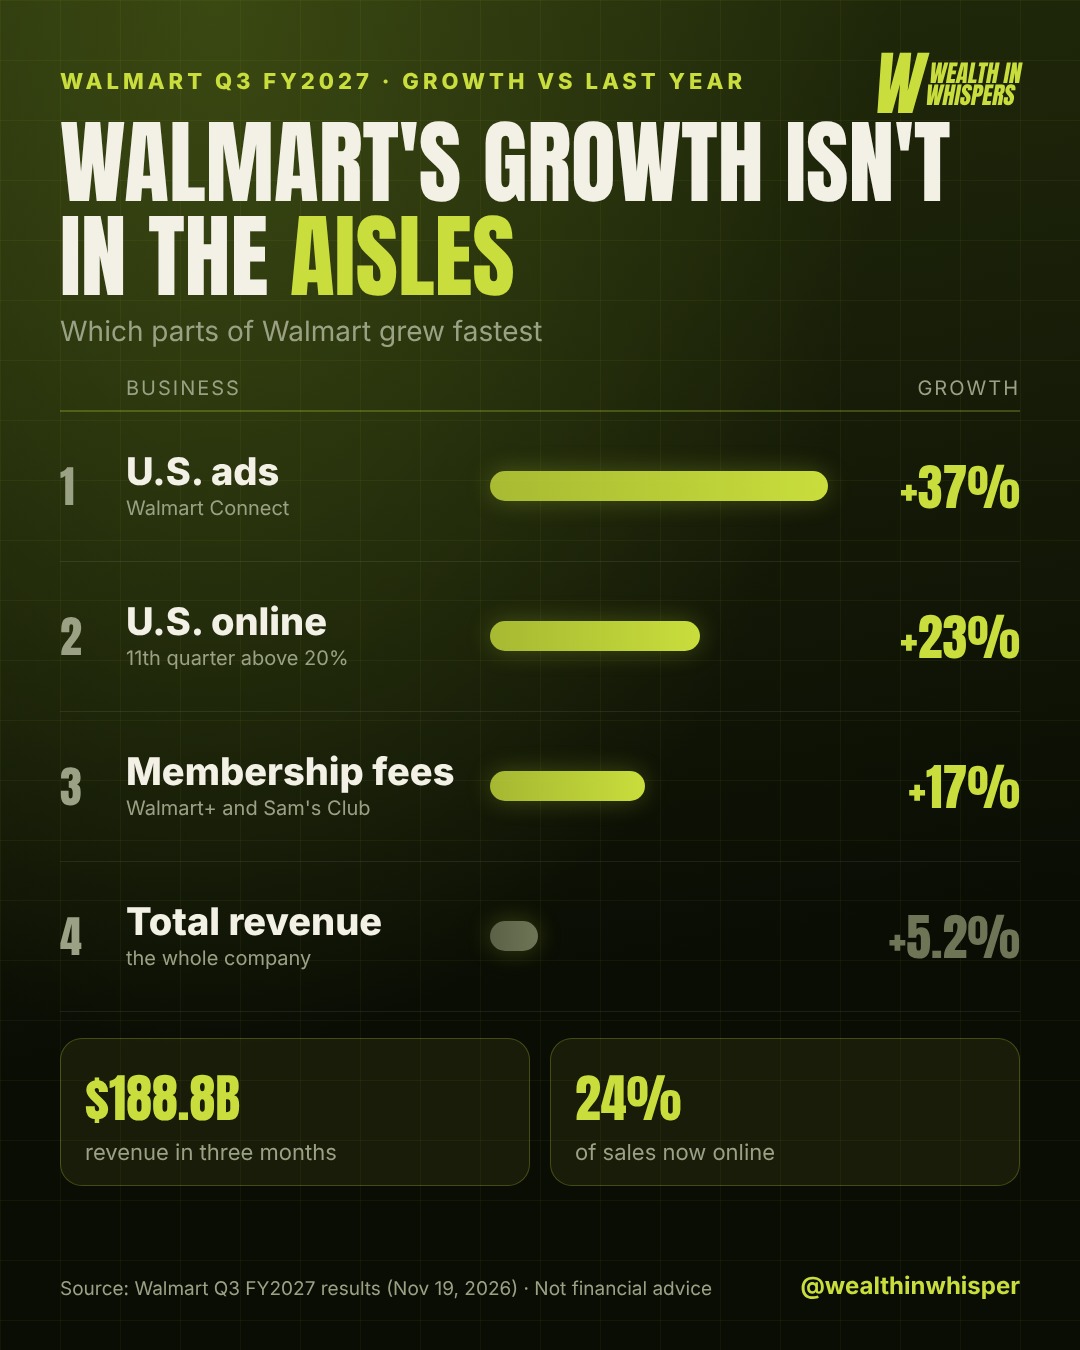 WALMART Q3 FY2027 · GROWTH VS LAST YEAR
W WEALTH IN
WHISPERS
WALMART'S GROWTH ISN'T
IN THE AISLES
Which parts of Walmart grew fastest
BUSINESS GROWTH
1 U.S. ads +37%
Walmart Connect
2 U.S. online +23%
11th quarter above 20%
3 Membership fees +17%
Walmart+ and Sam's Club
4 Total revenue +5.2%
the whole company
$188.8B 24%
revenue in three months of sales now online
Source: Walmart Q3 FY2027 results (Nov 19, 2026) · Not financial advice @wealthinwhisper